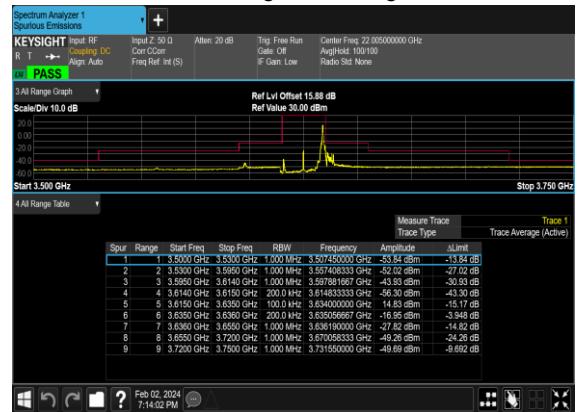 Spectrum Analyzer 1
Spurious Emissions
KEYSIGHT Input: RF Input Z: 50 Ω Atten: 20 dB Trig: Free Run Center Freq: 22.005000000 GHz
R T Coupling: DC Corr CCorr Gate: Off Avg|Hold: 100/100
Align: Auto Freq Ref: Int (S) IF Gain: Low Radio Std: None
PASS
3 All Range Graph
Ref Lvl Offset 15.88 dB
Scale/Div 10.0 dB Ref Value 30.00 dBm
20.0
0.00
-20.0
-40.0
-60.0
Start 3.500 GHz Stop 3.750 GHz
4 All Range Table
Measure Trace Trace 1
Trace Type Trace Average (Active)
Spur Range Start Freq Stop Freq RBW Frequency Amplitude ΔLimit
1 1 3.5000 GHz 3.5300 GHz 1.000 MHz 3.507450000 GHz -53.84 dBm -13.84 dB
2 2 3.5300 GHz 3.5950 GHz 1.000 MHz 3.557408333 GHz -52.02 dBm -27.02 dB
3 3 3.5950 GHz 3.6140 GHz 1.000 MHz 3.597881667 GHz -43.93 dBm -30.93 dB
4 4 3.6140 GHz 3.6150 GHz 200.0 kHz 3.614833333 GHz -56.30 dBm -43.30 dB
5 5 3.6150 GHz 3.6350 GHz 100.0 kHz 3.634000000 GHz 14.83 dBm -15.17 dB
6 6 3.6350 GHz 3.6360 GHz 200.0 kHz 3.635056667 GHz -16.95 dBm -3.948 dB
7 7 3.6360 GHz 3.6550 GHz 1.000 MHz 3.636190000 GHz -27.82 dBm -14.82 dB
8 8 3.6550 GHz 3.7200 GHz 1.000 MHz 3.670058333 GHz -49.26 dBm -24.26 dB
9 9 3.7200 GHz 3.7500 GHz 1.000 MHz 3.731550000 GHz -49.69 dBm -9.692 dB
Feb 02, 2024
7:14:02 PM